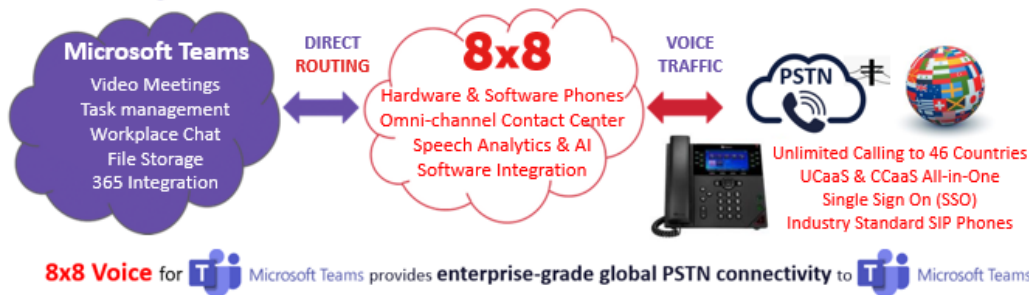 Microsoft Teams
Video Meetings
Task management
Workplace Chat
File Storage
365 Integration
DIRECT
ROUTING
8x8
Hardware & Software Phones
Omni-channel Contact Center
Speech Analytics & AI
Software Integration
VOICE
TRAFFIC
PSTN
Unlimited Calling to 46 Countries
UCaaS & CCaaS All-in-One
Single Sign On (SSO)
Industry Standard SIP Phones
8x8 Voice for T Microsoft Teams provides enterprise-grade global PSTN connectivity to T Microsoft Teams